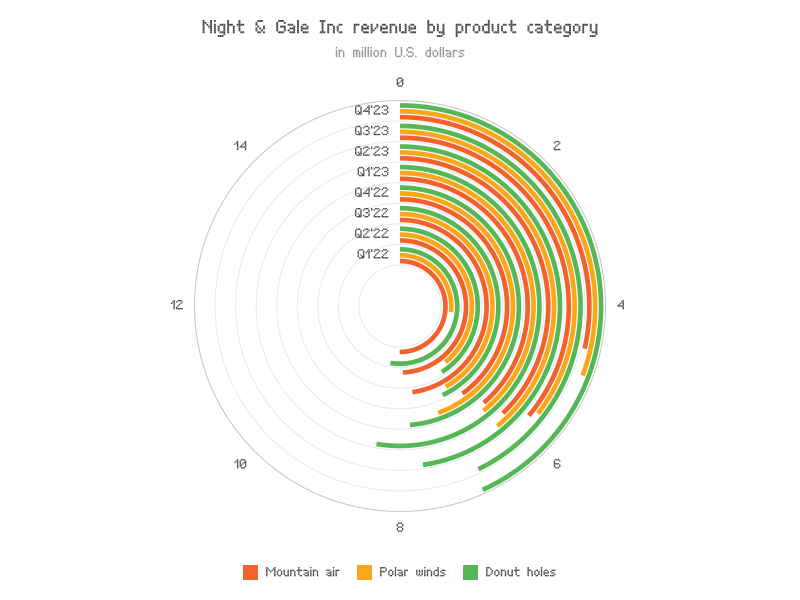 Night & Gale Inc revenue by product category
in million U.S. dollars
0
Q4'23
Q3'23
Q2'23
Q1'23
Q4'22
Q3'22
Q2'22
Q1'22
14
2
12
4
10
6
8
Mountain air
Polar winds
Donut holes